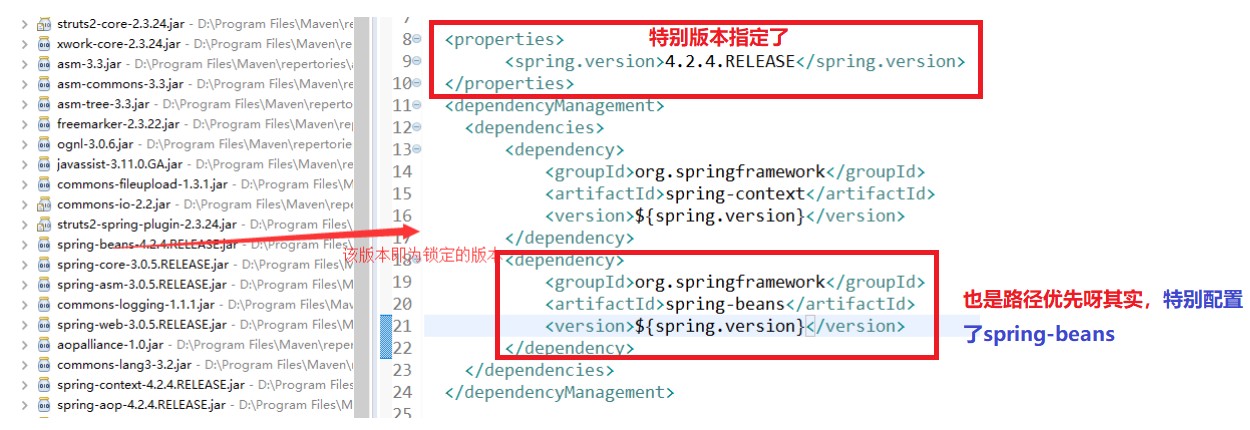 struts2-core-2.3.24.jar - D:\Program Files\Maven\re
xwork-core-2.3.24.jar - D:\Program Files\Maven\rep
asm-3.3.jar - D:\Program Files\Maven\repertories\a
asm-commons-3.3.jar - D:\Program Files\Maven\re
asm-tree-3.3.jar - D:\Program Files\Maven\reperto
freemarker-2.3.22.jar - D:\Program Files\Maven\re
ognl-3.0.6.jar - D:\Program Files\Maven\repertorie
javassist-3.11.0.GA.jar - D:\Program Files\Maven\re
commons-fileupload-1.3.1.jar - D:\Program Files\M
commons-io-2.2.jar - D:\Program Files\Maven\repe
struts2-spring-plugin-2.3.24.jar - D:\Program Files\
spring-beans-4.2.4.RELEASE.jar - D:\Program Files\
spring-core-3.0.5.RELEASE.jar - D:\Program Files\M
spring-asm-3.0.5.RELEASE.jar - D:\Program Files\M
commons-logging-1.1.1.jar - D:\Program Files\Mav
spring-web-3.0.5.RELEASE.jar - D:\Program Files\M
aopalliance-1.0.jar - D:\Program Files\Maven\reper
commons-lang3-3.2.jar - D:\Program Files\Maven\
spring-context-4.2.4.RELEASE.jar - D:\Program Files
spring-aop-4.2.4.RELEASE.jar - D:\Program Files\M
该版本即为锁定的版本
7
8 <properties>
特别版本指定了
9 <spring.version>4.2.4.RELEASE</spring.version>
10 </properties>
11 <dependencyManagement>
12 <dependencies>
13 <dependency>
14 <groupId>org.springframework</groupId>
15 <artifactId>spring-context</artifactId>
16 <version>${spring.version}</version>
17 </dependency>
18 <dependency>
19 <groupId>org.springframework</groupId>
20 <artifactId>spring-beans</artifactId>
21 <version>${spring.version}</version>
22 </dependency>
23 </dependencies>
24 </dependencyManagement>
25
也是路径优先呀其实，特别配置
了spring-beans